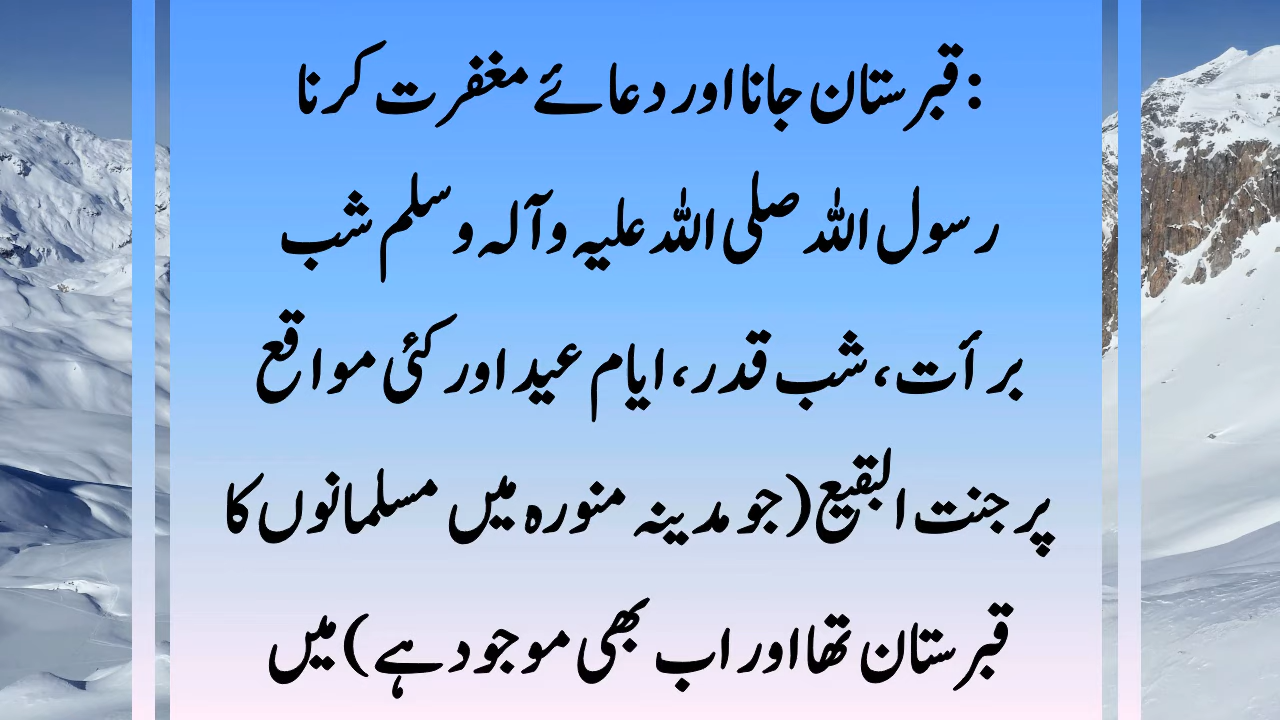 :قبرستان جانا اور دعائے مغفرت کرنا
رسول اللہ صلی اللہ علیہ وآلہ وسلم شب
برأت، شب قدر، ایام عید اور کئی مواقع
پر جنت البقیع (جو مدینہ منورہ میں مسلمانوں کا
قبرستان تھا اور اب بھی موجود ہے) میں